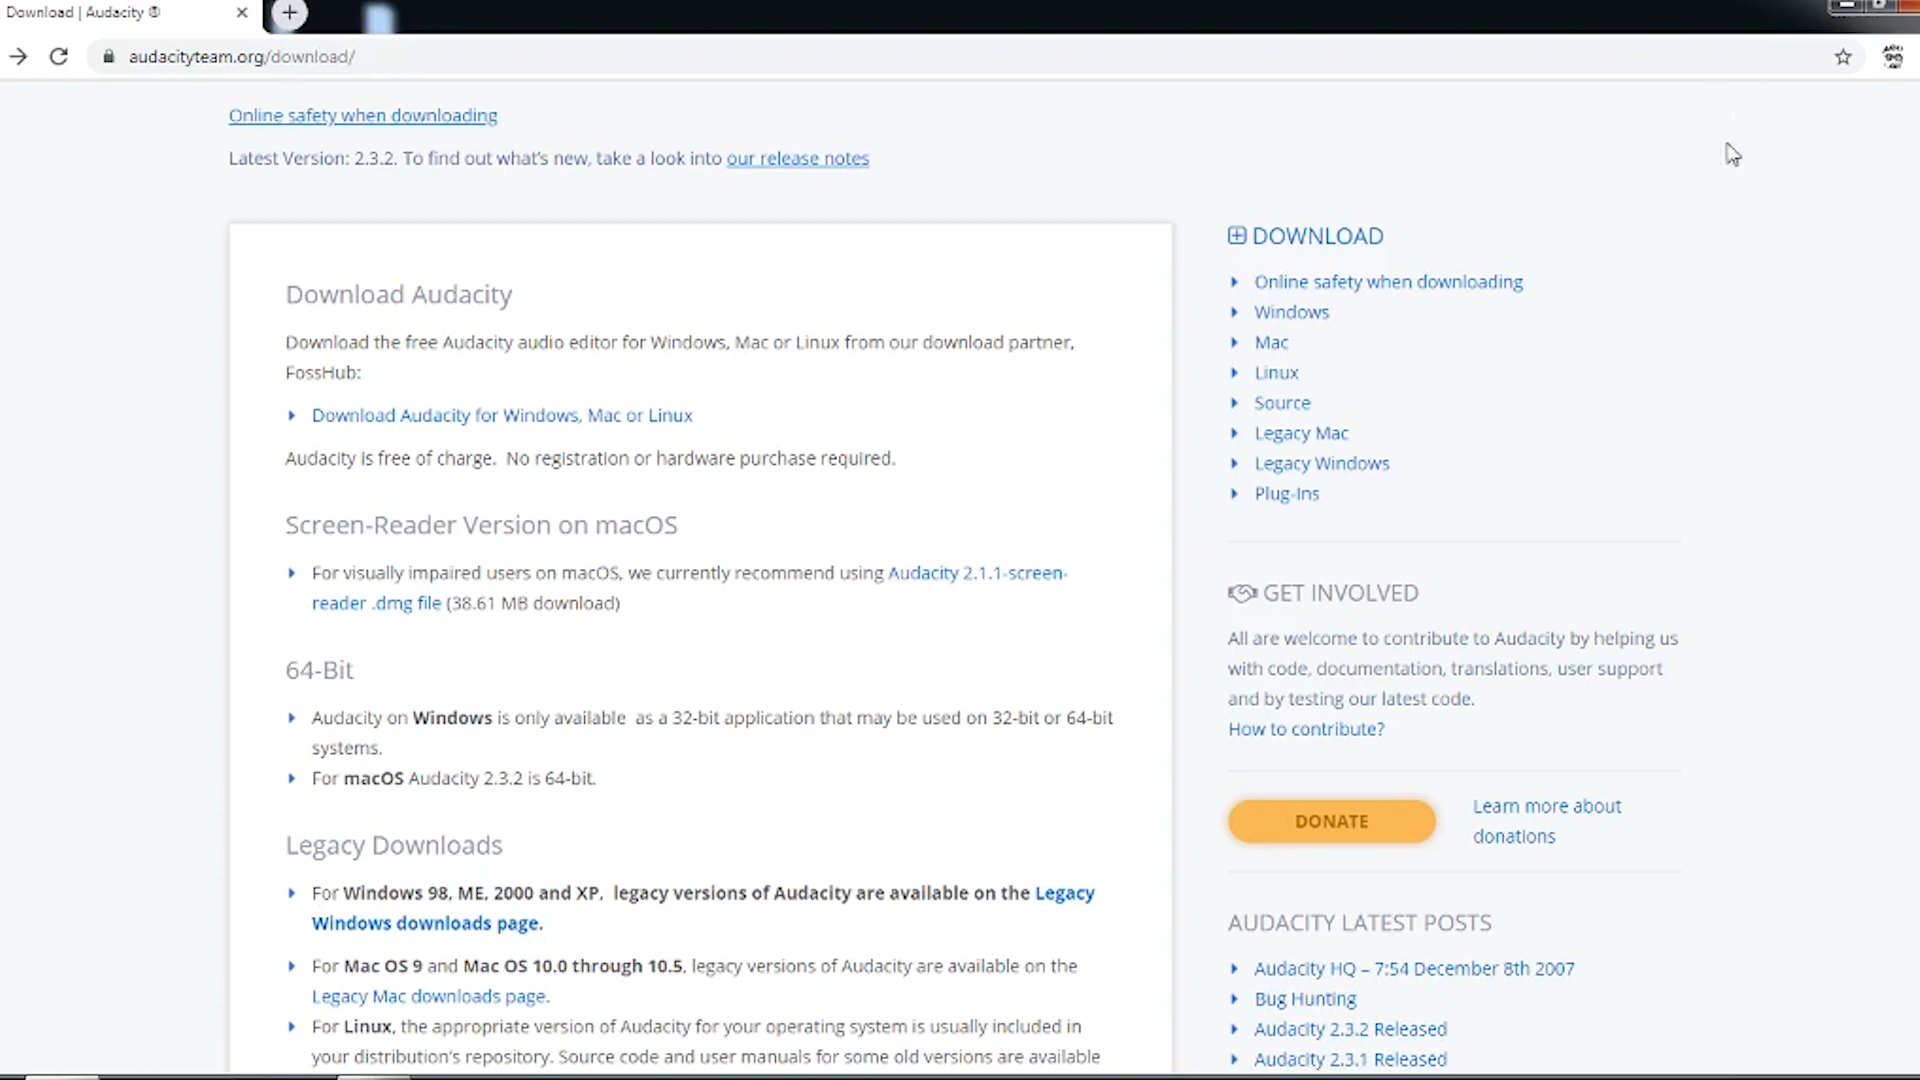 Download | Audacity ®
audacityteam.org/download/
Online safety when downloading
Latest Version: 2.3.2. To find out what's new, take a look into our release notes
Download Audacity
Download the free Audacity audio editor for Windows, Mac or Linux from our download partner,
FossHub:
Download Audacity for Windows, Mac or Linux
Audacity is free of charge. No registration or hardware purchase required.
Screen-Reader Version on macOS
For visually impaired users on macOS, we currently recommend using Audacity 2.1.1-screen-
reader .dmg file (38.61 MB download)
64-Bit
Audacity on Windows is only available as a 32-bit application that may be used on 32-bit or 64-bit
systems.
For macOS Audacity 2.3.2 is 64-bit.
Legacy Downloads
For Windows 98, ME, 2000 and XP, legacy versions of Audacity are available on the Legacy
Windows downloads page.
For Mac OS 9 and Mac OS 10.0 through 10.5, legacy versions of Audacity are available on the
Legacy Mac downloads page.
For Linux, the appropriate version of Audacity for your operating system is usually included in
your distribution's repository. Source code and user manuals for some old versions are available
DOWNLOAD
Online safety when downloading
Windows
Mac
Linux
Source
Legacy Mac
Legacy Windows
Plug-Ins
GET INVOLVED
All are welcome to contribute to Audacity by helping us
with code, documentation, translations, user support
and by testing our latest code.
How to contribute?
DONATE
Learn more about
donations
AUDACITY LATEST POSTS
Audacity HQ – 7:54 December 8th 2007
Bug Hunting
Audacity 2.3.2 Released
Audacity 2.3.1 Released